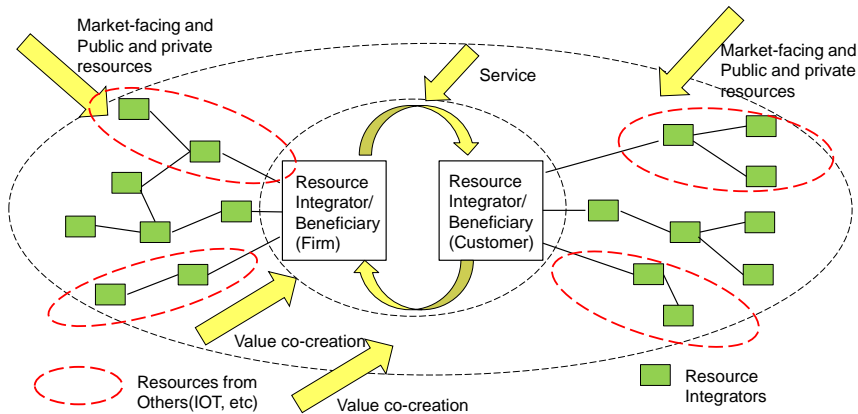 Market-facing and
Public and private
resources
Service
Market-facing and
Public and private
resources
Resource
Integrator/
Beneficiary
(Firm)
Resource
Integrator/
Beneficiary
(Customer)
Value co-creation
Resources from
Others(IOT, etc)
Value co-creation
Resource
Integrators